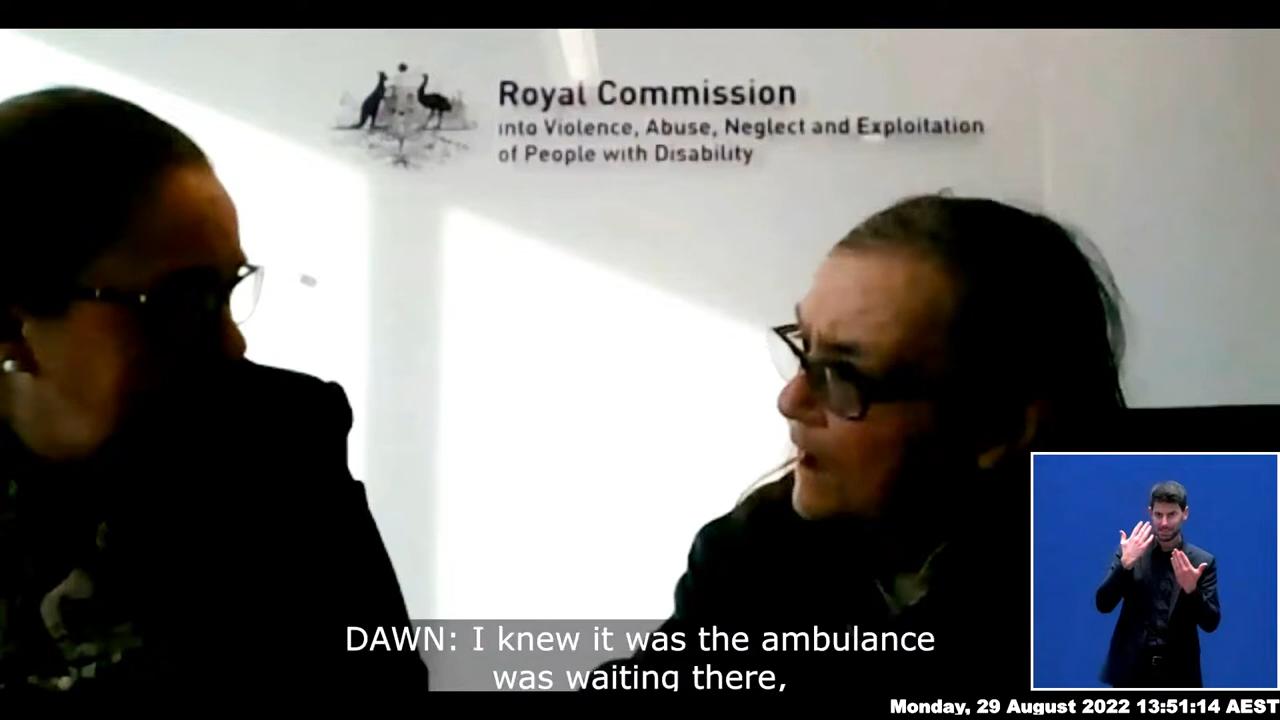 Royal Commission
into Violence, Abuse, Neglect and Exploitation
of People with Disability
DAWN: I knew it was the ambulance
was waiting there,
Monday, 29 August 2022 13:51:14 AEST